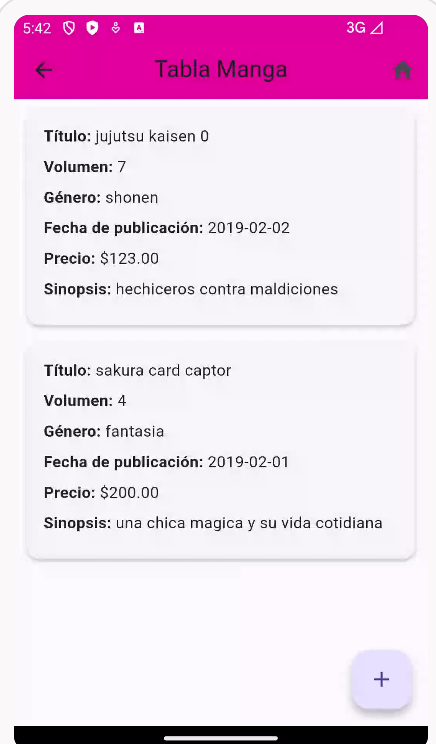 5:42
3G
Tabla Manga
Título: jujutsu kaisen 0
Volumen: 7
Género: shonen
Fecha de publicación: 2019-02-02
Precio: $123.00
Sinopsis: hechiceros contra maldiciones
Título: sakura card captor
Volumen: 4
Género: fantasia
Fecha de publicación: 2019-02-01
Precio: $200.00
Sinopsis: una chica magica y su vida cotidiana
+